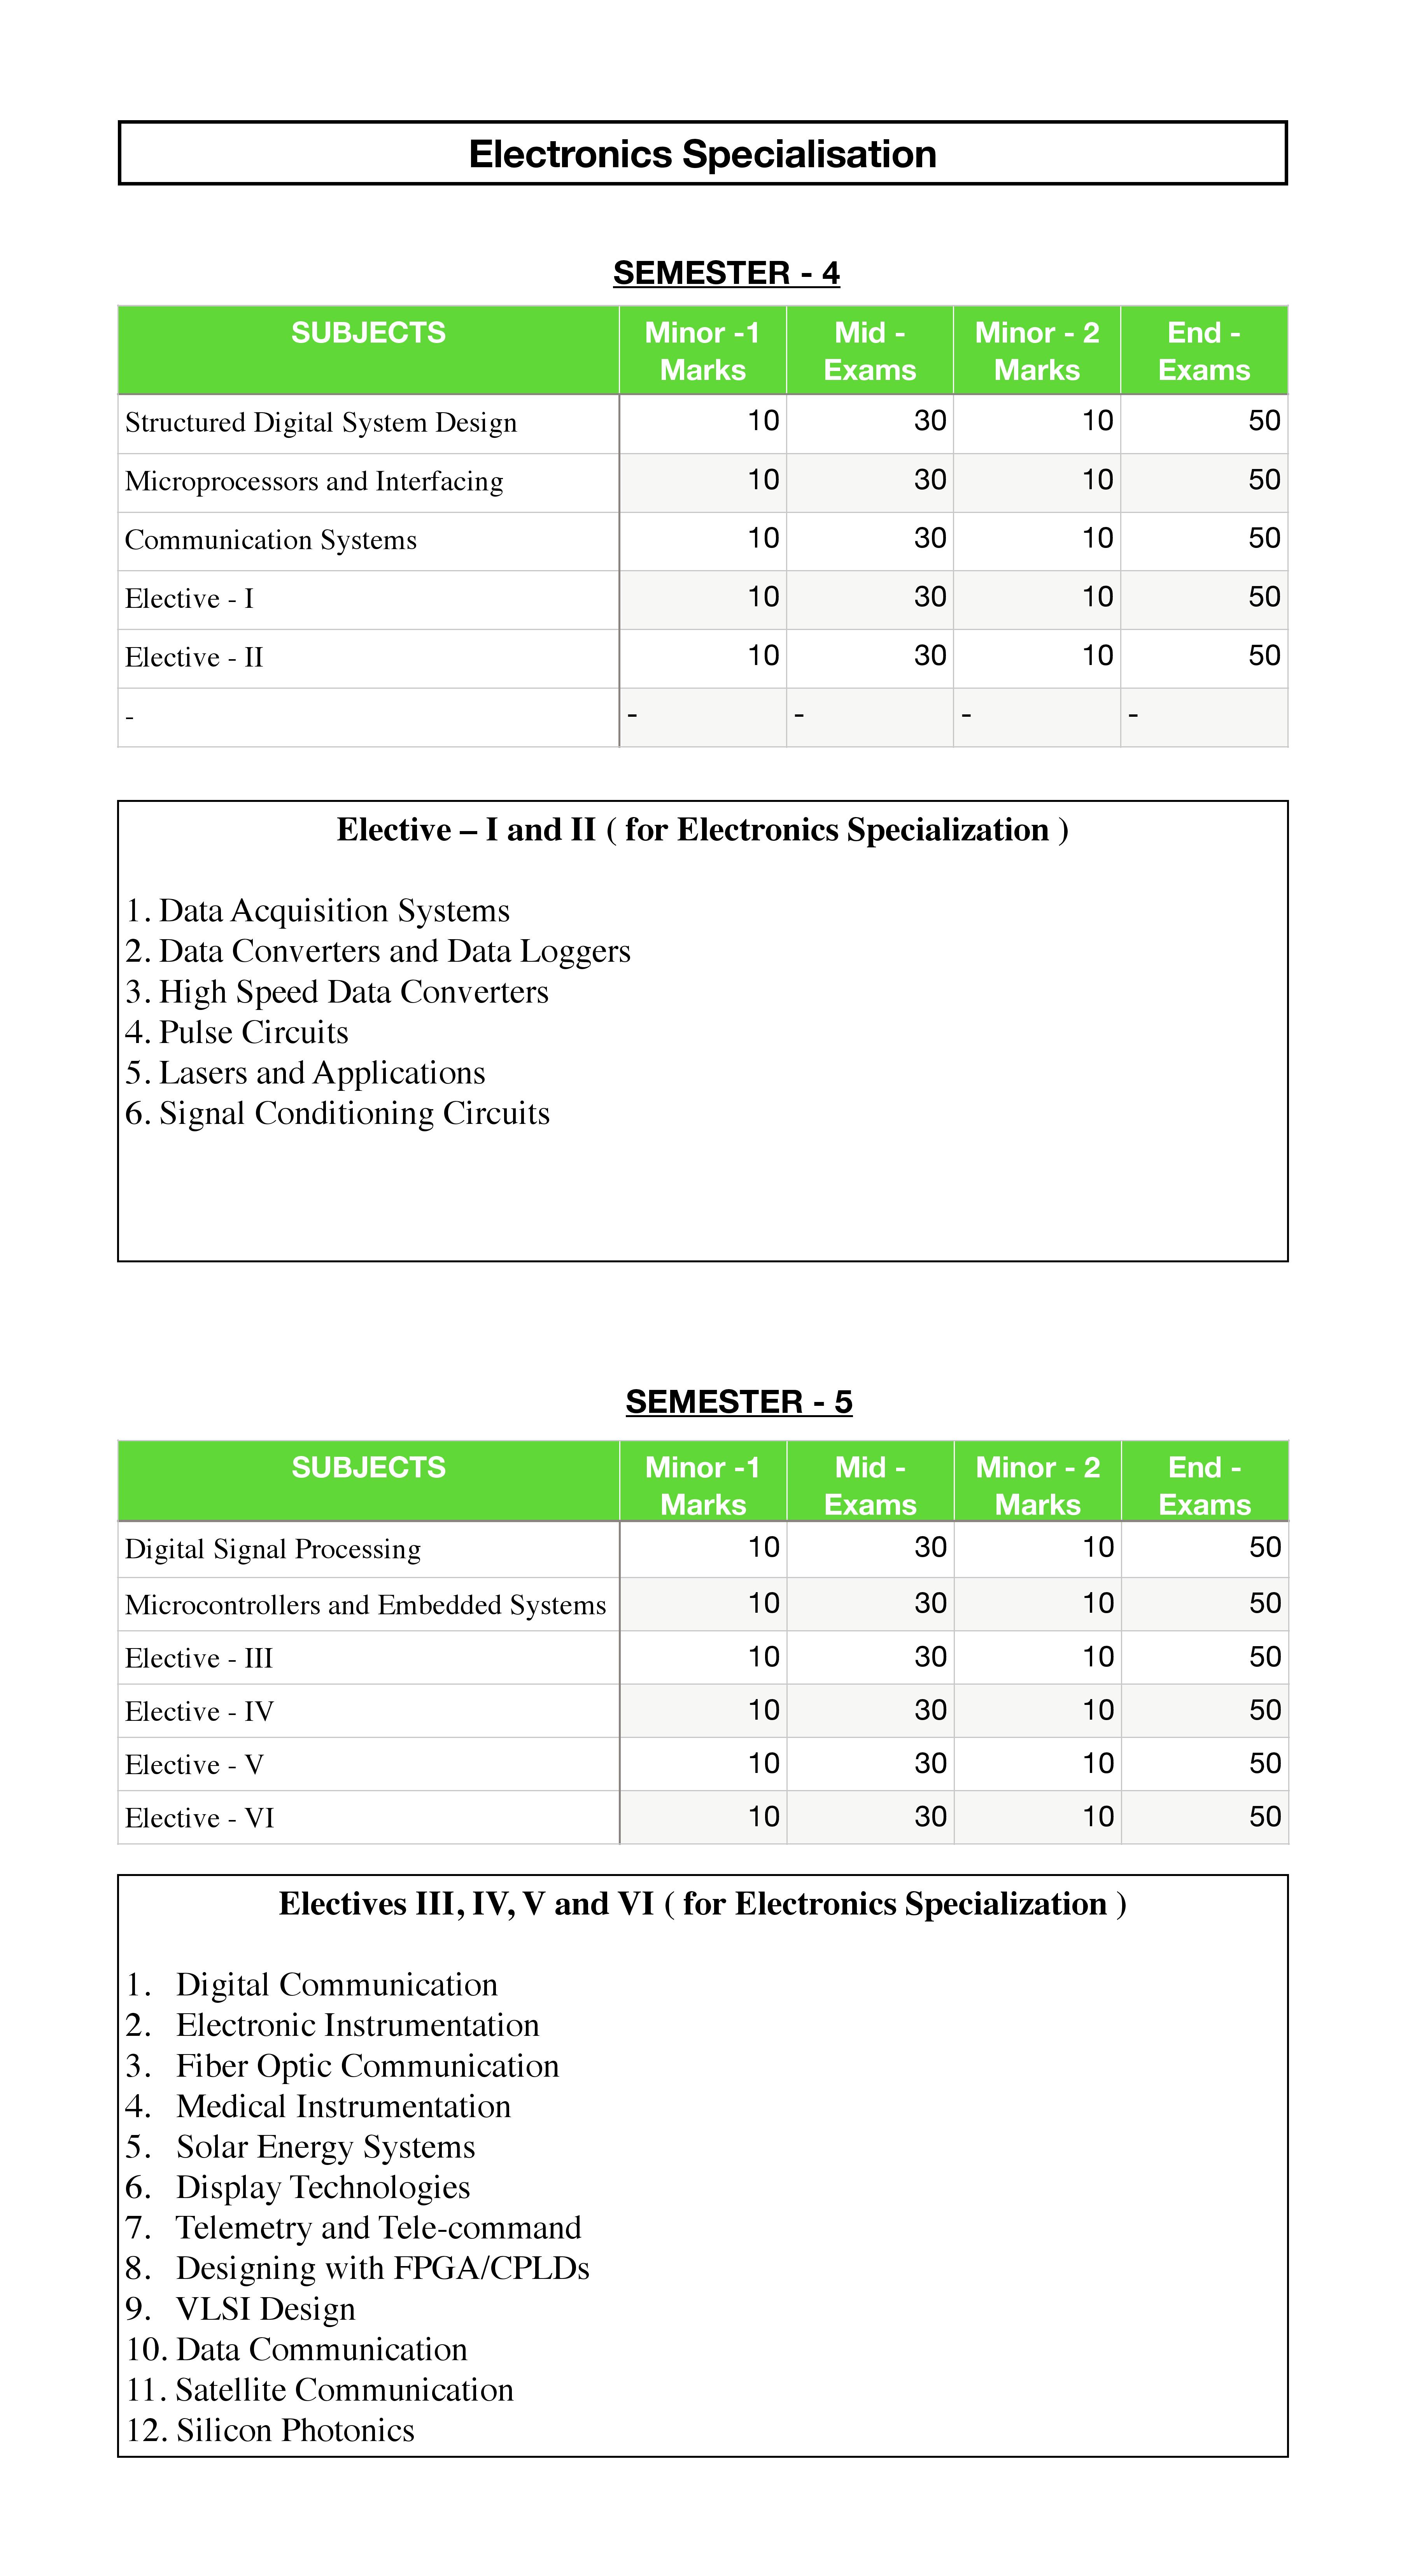 Electronics Specialisation
SEMESTER - 4
SUBJECTS Minor -1 Marks Mid - Exams Minor - 2 Marks End - Exams
Structured Digital System Design 10 30 10 50
Microprocessors and Interfacing 10 30 10 50
Communication Systems 10 30 10 50
Elective - I 10 30 10 50
Elective - II 10 30 10 50
- - - - -
Elective – I and II ( for Electronics Specialization )
1. Data Acquisition Systems
2. Data Converters and Data Loggers
3. High Speed Data Converters
4. Pulse Circuits
5. Lasers and Applications
6. Signal Conditioning Circuits
SEMESTER - 5
SUBJECTS Minor -1 Marks Mid - Exams Minor - 2 Marks End - Exams
Digital Signal Processing 10 30 10 50
Microcontrollers and Embedded Systems 10 30 10 50
Elective - III 10 30 10 50
Elective - IV 10 30 10 50
Elective - V 10 30 10 50
Elective - VI 10 30 10 50
Electives III, IV, V and VI ( for Electronics Specialization )
1. Digital Communication
2. Electronic Instrumentation
3. Fiber Optic Communication
4. Medical Instrumentation
5. Solar Energy Systems
6. Display Technologies
7. Telemetry and Tele-command
8. Designing with FPGA/CPLDs
9. VLSI Design
10. Data Communication
11. Satellite Communication
12. Silicon Photonics